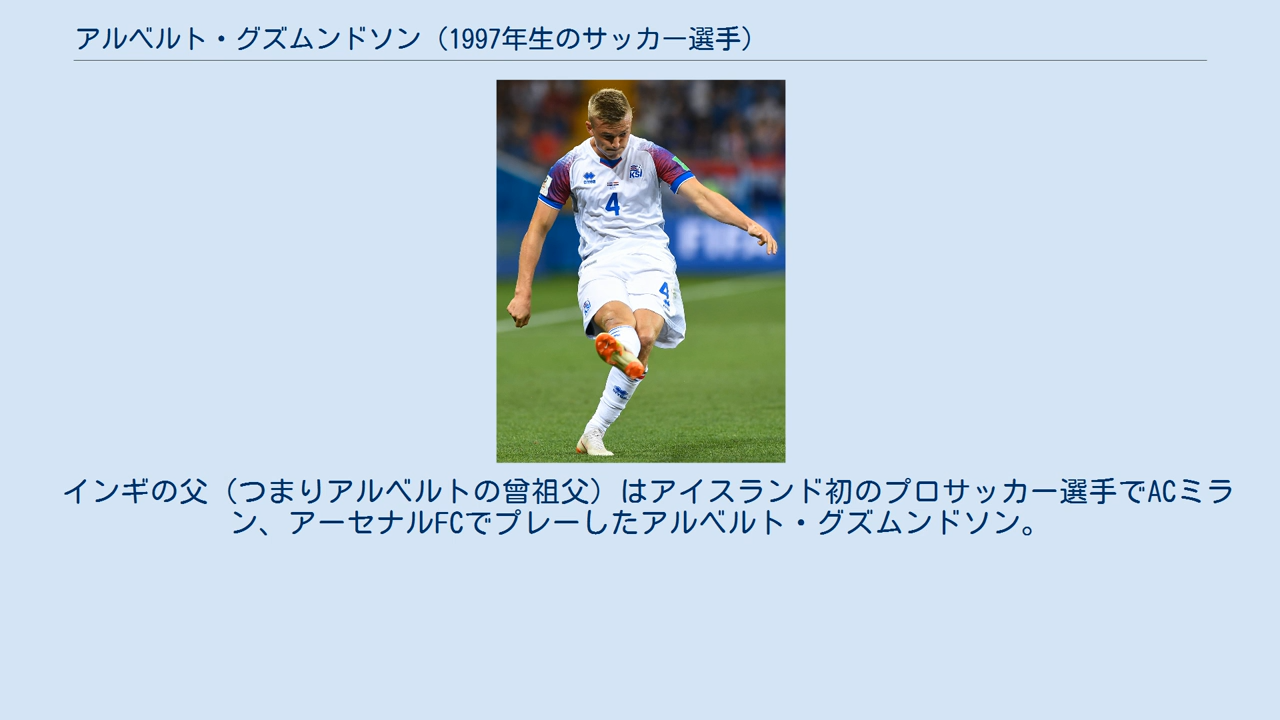 アルベルト・グズムンドソン（1997年生のサッカー選手）
KSÍ
4
FIFA
4
インギの父（つまりアルベルトの曾祖父）はアイスランド初のプロサッカー選手でACミラ
ン、アーセナルFCでプレーしたアルベルト・グズムンドソン。